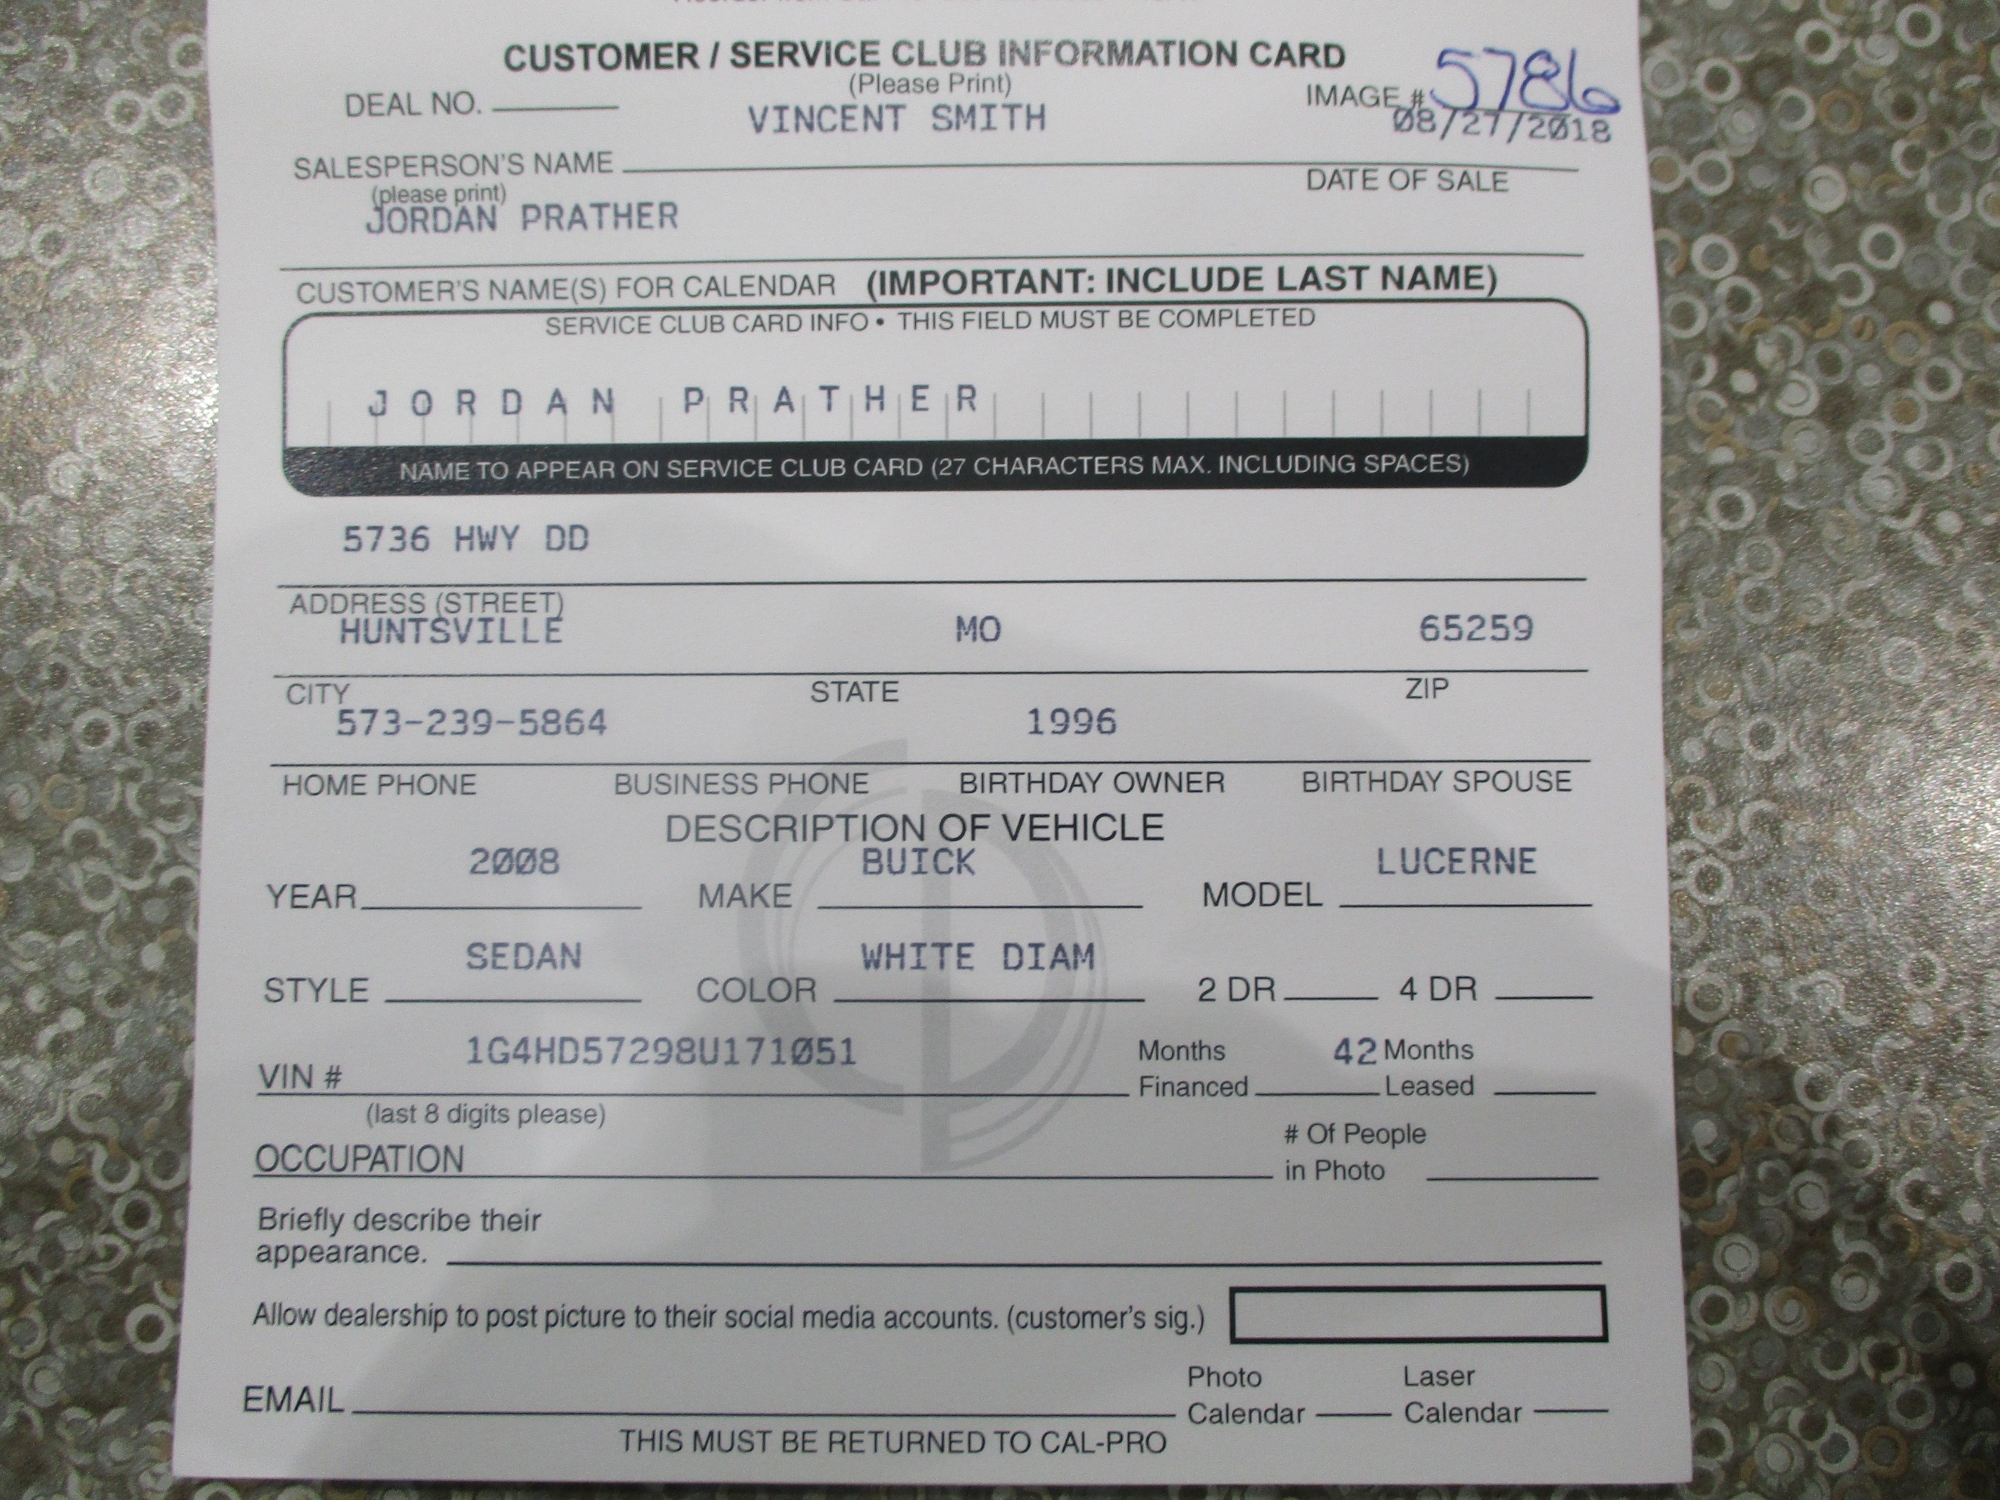 CUSTOMER / SERVICE CLUB INFORMATION CARD
(Please Print)
DEAL NO.
IMAGE # 5786
VINCENT SMITH
08/27/2018
SALESPERSON'S NAME
(please print)
DATE OF SALE
JORDAN PRATHER
CUSTOMER'S NAME(S) FOR CALENDAR (IMPORTANT: INCLUDE LAST NAME)
SERVICE CLUB CARD INFO • THIS FIELD MUST BE COMPLETED
JORDAN PRATHER
NAME TO APPEAR ON SERVICE CLUB CARD (27 CHARACTERS MAX. INCLUDING SPACES)
5736 HWY DD
ADDRESS (STREET)
HUNTSVILLE MO 65259
CITY STATE ZIP
573-239-5864 1996
HOME PHONE BUSINESS PHONE BIRTHDAY OWNER BIRTHDAY SPOUSE
DESCRIPTION OF VEHICLE
2008 BUICK LUCERNE
YEAR MAKE MODEL
SEDAN WHITE DIAM
STYLE COLOR 2 DR 4 DR
1G4HD57298U171051 Months 42 Months
VIN # Financed Leased
(last 8 digits please)
# Of People
OCCUPATION in Photo
Briefly describe their
appearance.
Allow dealership to post picture to their social media accounts. (customer's sig.)
Photo Laser
EMAIL Calendar Calendar
THIS MUST BE RETURNED TO CAL-PRO